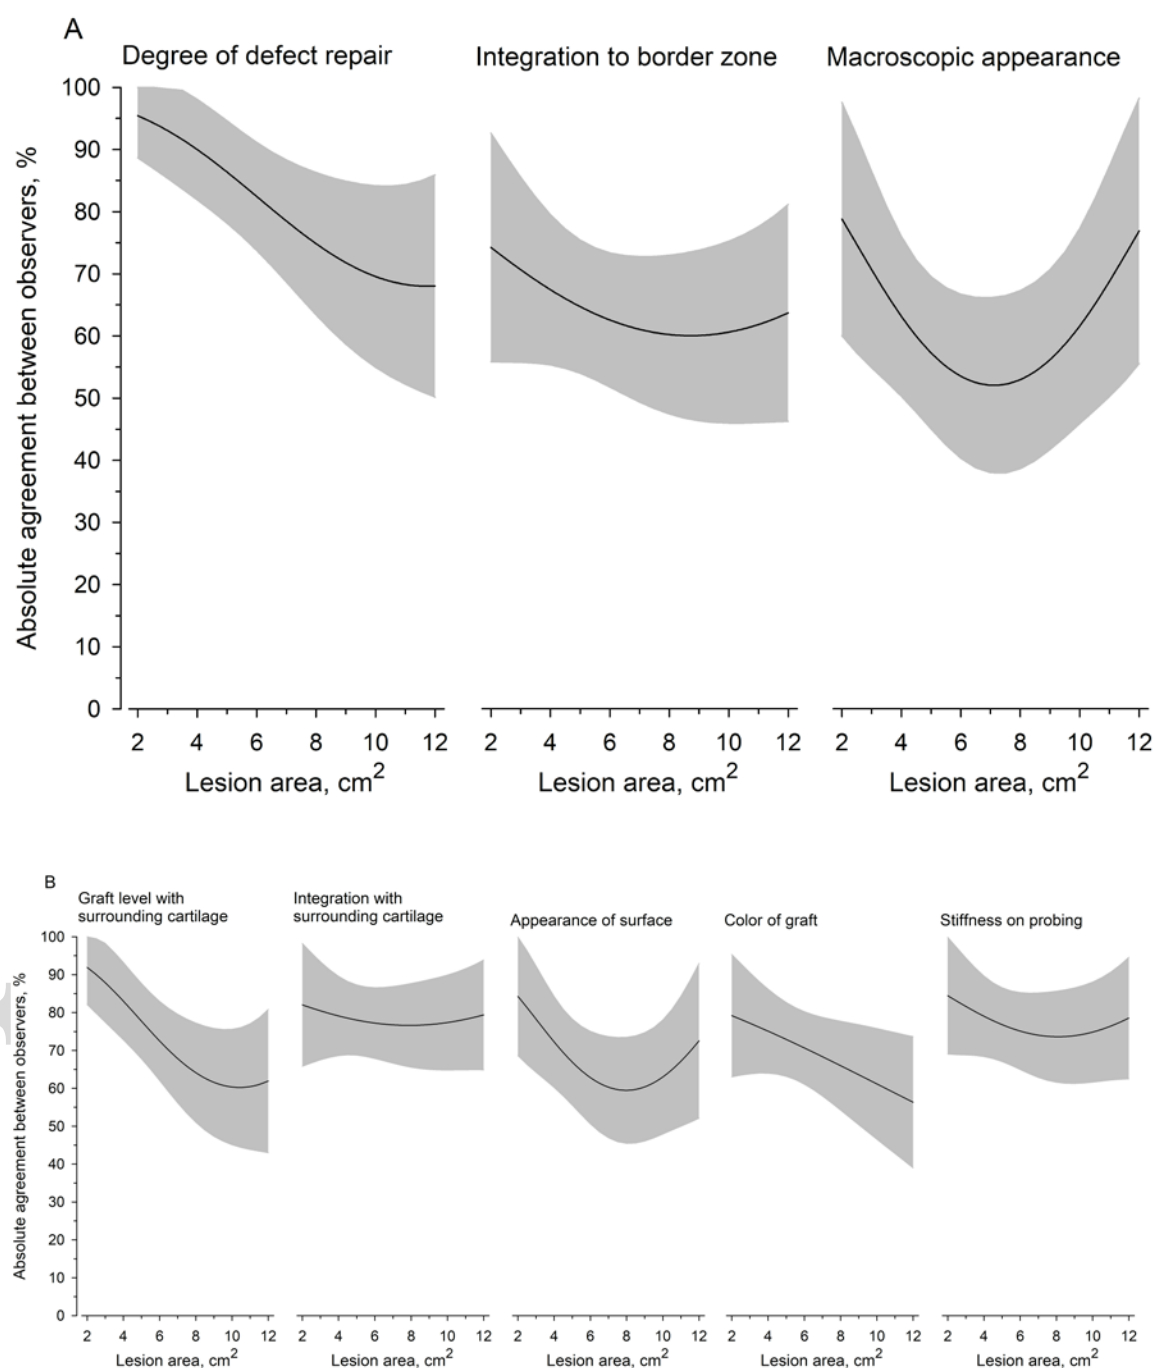 A
Degree of defect repair
Integration to border zone
Macroscopic appearance
Absolute agreement between observers, %
100
90
80
70
60
50
40
30
20
10
0
2 4 6 8 10 12
2 4 6 8 10 12
2 4 6 8 10 12
Lesion area, cm²
Lesion area, cm²
Lesion area, cm²
B
Graft level with
surrounding cartilage
Integration with
surrounding cartilage
Appearance of surface
Color of graft
Stiffness on probing
Absolute agreement between observers, %
100
90
80
70
60
50
40
30
20
10
0
2 4 6 8 10 12
2 4 6 8 10 12
2 4 6 8 10 12
2 4 6 8 10 12
2 4 6 8 10 12
Lesion area, cm²
Lesion area, cm²
Lesion area, cm²
Lesion area, cm²
Lesion area, cm²